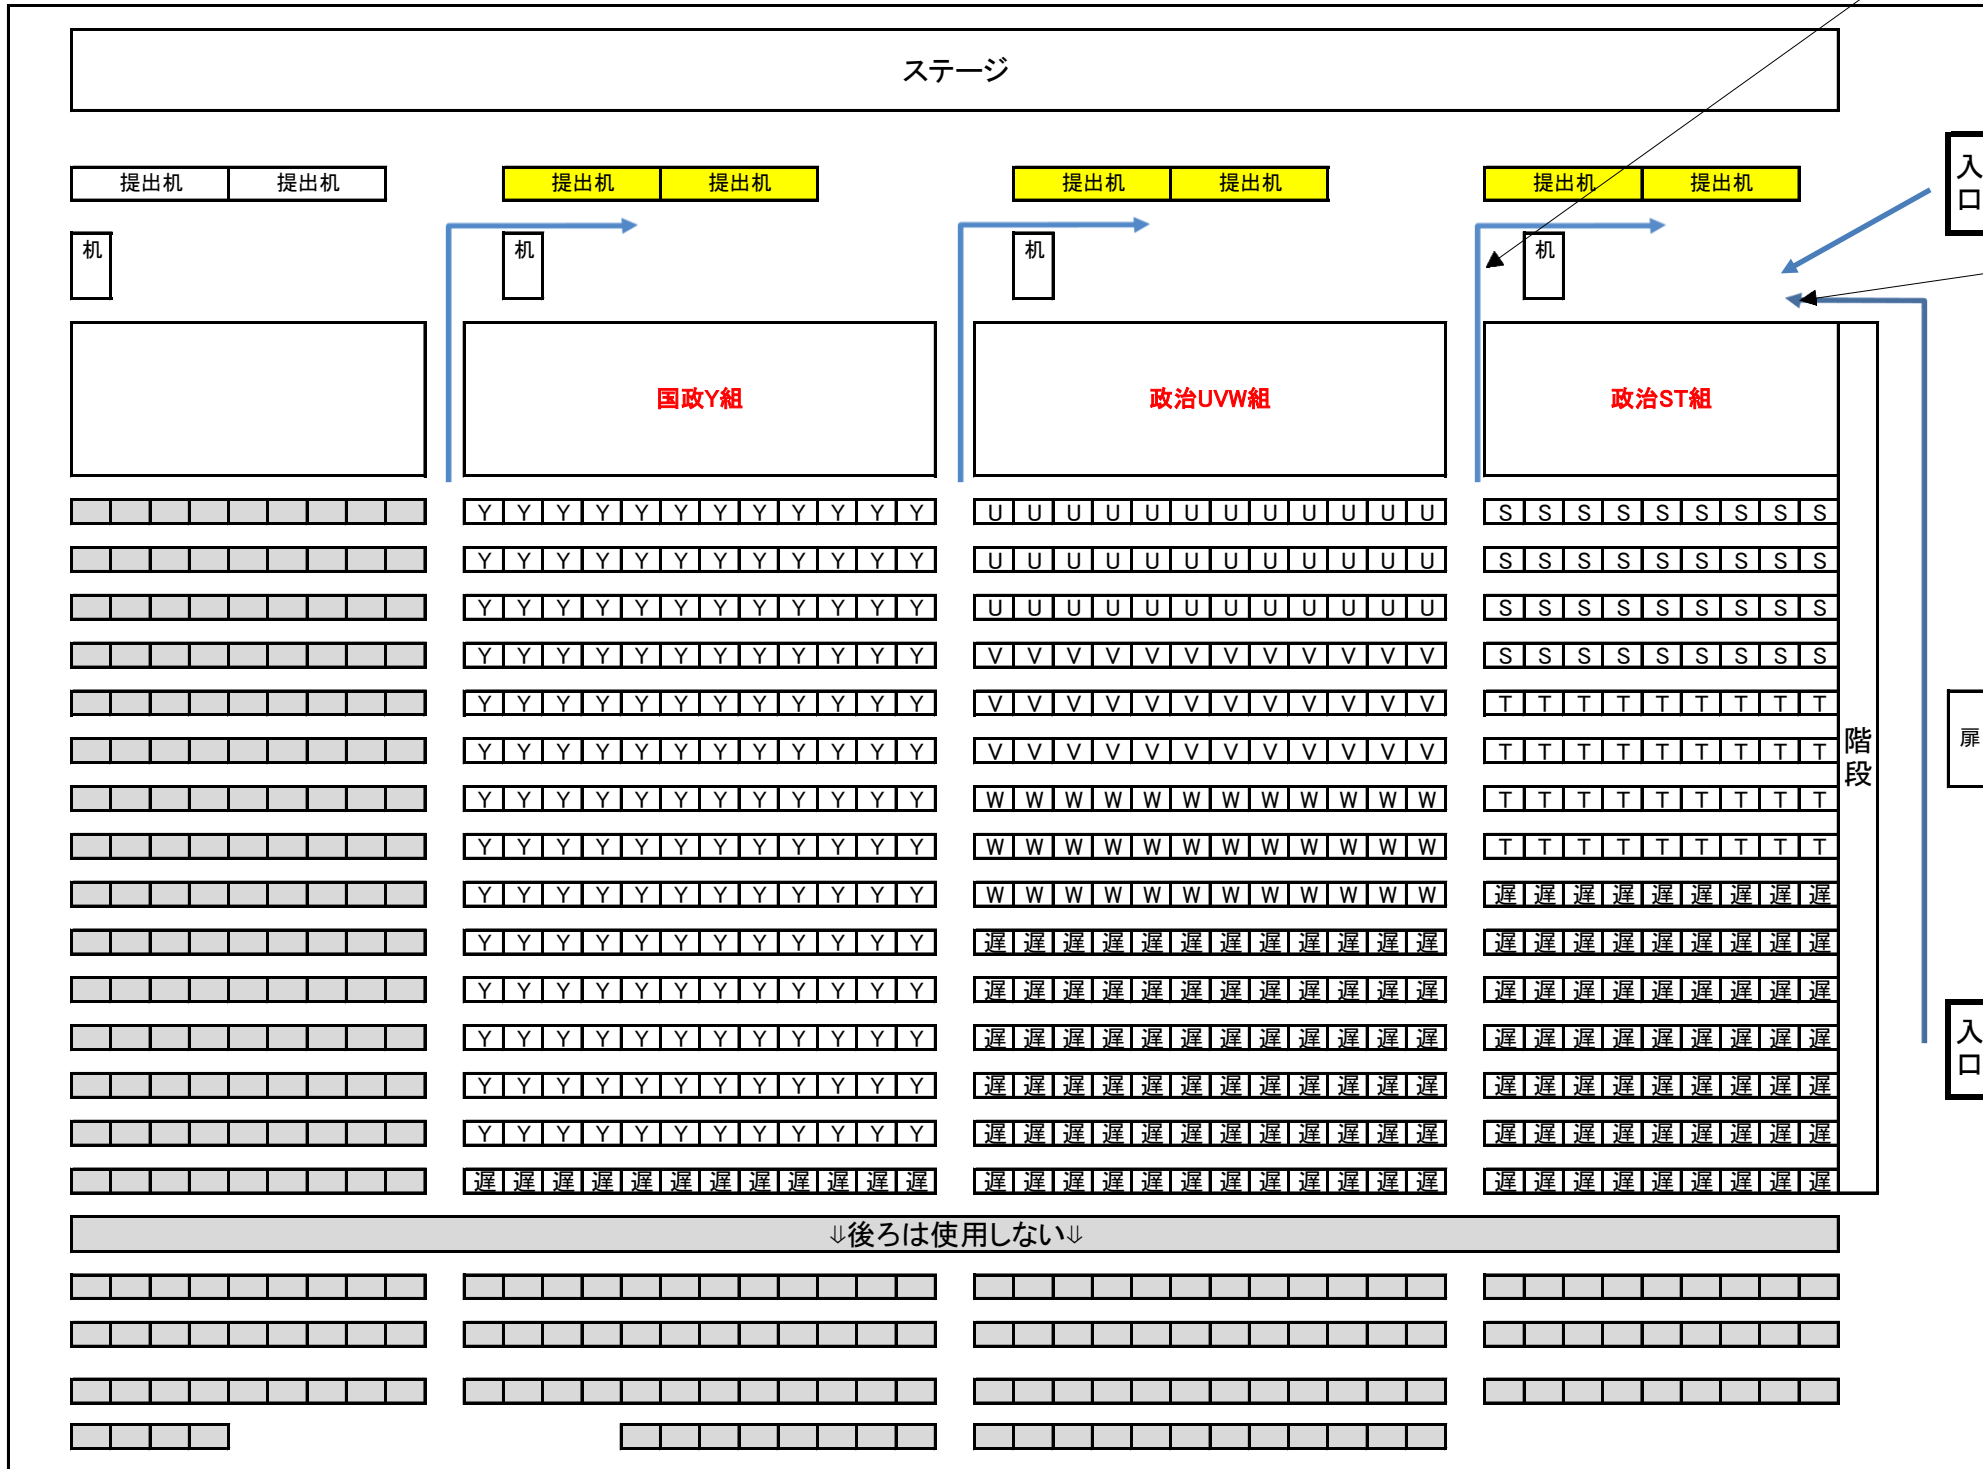 ステージ
提出机 提出机 提出机 提出机 提出机 提出机 提出机 提出机
入口
机 机 机 机
国政Y組 政治UVW組 政治ST組
Y Y Y Y Y Y Y Y Y Y Y Y U U U U U U U U U U U U S S S S S S S S S
Y Y Y Y Y Y Y Y Y Y Y Y U U U U U U U U U U U U S S S S S S S S S
Y Y Y Y Y Y Y Y Y Y Y Y U U U U U U U U U U U U S S S S S S S S S
Y Y Y Y Y Y Y Y Y Y Y Y V V V V V V V V V V V V S S S S S S S S S
Y Y Y Y Y Y Y Y Y Y Y Y V V V V V V V V V V V V T T T T T T T T T
Y Y Y Y Y Y Y Y Y Y Y Y V V V V V V V V V V V V T T T T T T T T T
階段
扉
Y Y Y Y Y Y Y Y Y Y Y Y W W W W W W W W W W W W T T T T T T T T T
Y Y Y Y Y Y Y Y Y Y Y Y W W W W W W W W W W W W T T T T T T T T T
Y Y Y Y Y Y Y Y Y Y Y Y W W W W W W W W W W W W 遅 遅 遅 遅 遅 遅 遅 遅 遅
Y Y Y Y Y Y Y Y Y Y Y Y 遅 遅 遅 遅 遅 遅 遅 遅 遅 遅 遅 遅 遅 遅 遅 遅 遅 遅 遅 遅 遅
Y Y Y Y Y Y Y Y Y Y Y Y 遅 遅 遅 遅 遅 遅 遅 遅 遅 遅 遅 遅 遅 遅 遅 遅 遅 遅 遅 遅 遅
Y Y Y Y Y Y Y Y Y Y Y Y 遅 遅 遅 遅 遅 遅 遅 遅 遅 遅 遅 遅 遅 遅 遅 遅 遅 遅 遅 遅 遅
入口
Y Y Y Y Y Y Y Y Y Y Y Y 遅 遅 遅 遅 遅 遅 遅 遅 遅 遅 遅 遅 遅 遅 遅 遅 遅 遅 遅 遅 遅
Y Y Y Y Y Y Y Y Y Y Y Y 遅 遅 遅 遅 遅 遅 遅 遅 遅 遅 遅 遅 遅 遅 遅 遅 遅 遅 遅 遅 遅
遅 遅 遅 遅 遅 遅 遅 遅 遅 遅 遅 遅 遅 遅 遅 遅 遅 遅 遅 遅 遅 遅 遅 遅 遅 遅 遅 遅 遅 遅 遅 遅 遅
⇓後ろは使用しない⇓